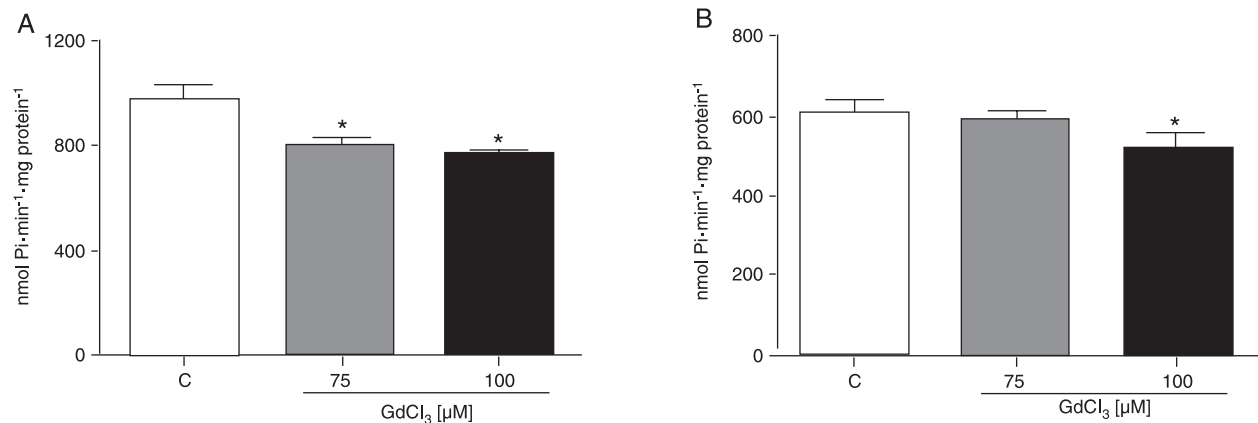 A
nmol Pi·min⁻¹·mg protein⁻¹
1200
800
400
0
*
*
C
75
100
GdCl₃ [µM]
B
nmol Pi·min⁻¹·mg protein⁻¹
800
600
400
200
0
*
C
75
100
GdCl₃ [µM]